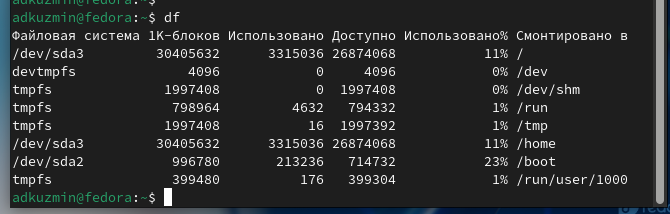 adkuzmin@fedora:~$
adkuzmin@fedora:~$ df
Файловая система 1K-блоков Использовано Доступно Использовано% Смонтировано в
/dev/sda3 30405632 3315036 26874068 11% /
devtmpfs 4096 0 4096 0% /dev
tmpfs 1997408 0 1997408 0% /dev/shm
tmpfs 798964 4632 794332 1% /run
tmpfs 1997408 16 1997392 1% /tmp
/dev/sda3 30405632 3315036 26874068 11% /home
/dev/sda2 996780 213236 714732 23% /boot
tmpfs 399480 176 399304 1% /run/user/1000
adkuzmin@fedora:~$